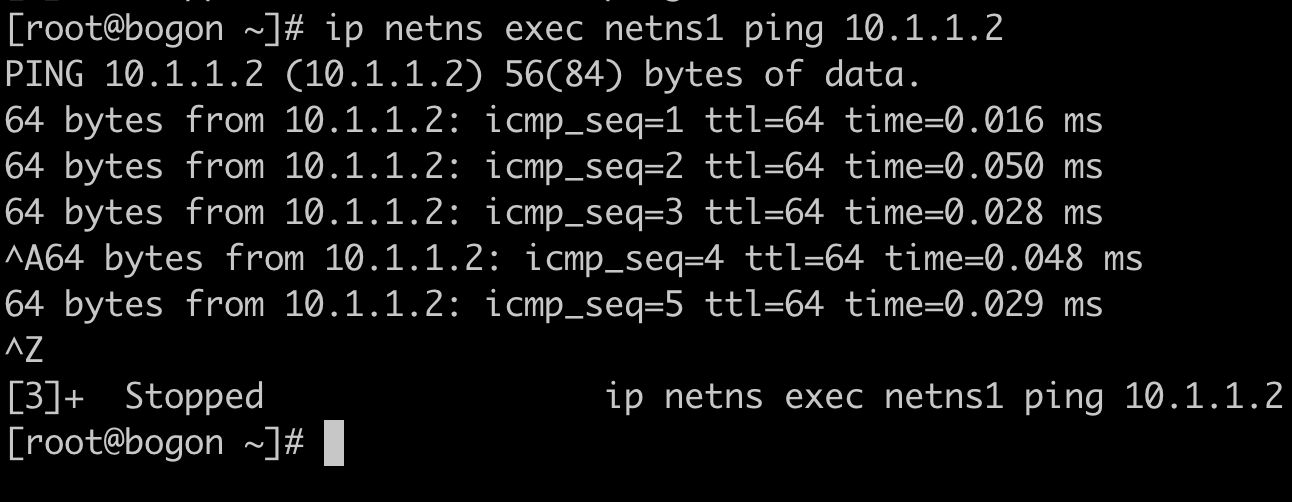 [root@bogon ~]# ip netns exec netns1 ping 10.1.1.2
PING 10.1.1.2 (10.1.1.2) 56(84) bytes of data.
64 bytes from 10.1.1.2: icmp_seq=1 ttl=64 time=0.016 ms
64 bytes from 10.1.1.2: icmp_seq=2 ttl=64 time=0.050 ms
64 bytes from 10.1.1.2: icmp_seq=3 ttl=64 time=0.028 ms
^A64 bytes from 10.1.1.2: icmp_seq=4 ttl=64 time=0.048 ms
64 bytes from 10.1.1.2: icmp_seq=5 ttl=64 time=0.029 ms
^Z
[3]+  Stopped                 ip netns exec netns1 ping 10.1.1.2
[root@bogon ~]#